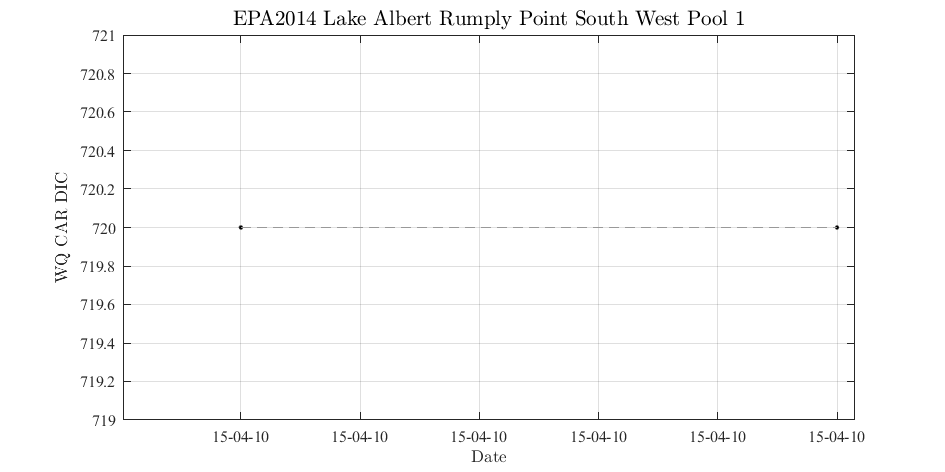 EPA2014 Lake Albert Rumply Point South West Pool 1
721
720.8
720.6
720.4
720.2
720
719.8
719.6
719.4
719.2
719
WQ CAR DIC
15-04-10 15-04-10 15-04-10 15-04-10 15-04-10 15-04-10
Date